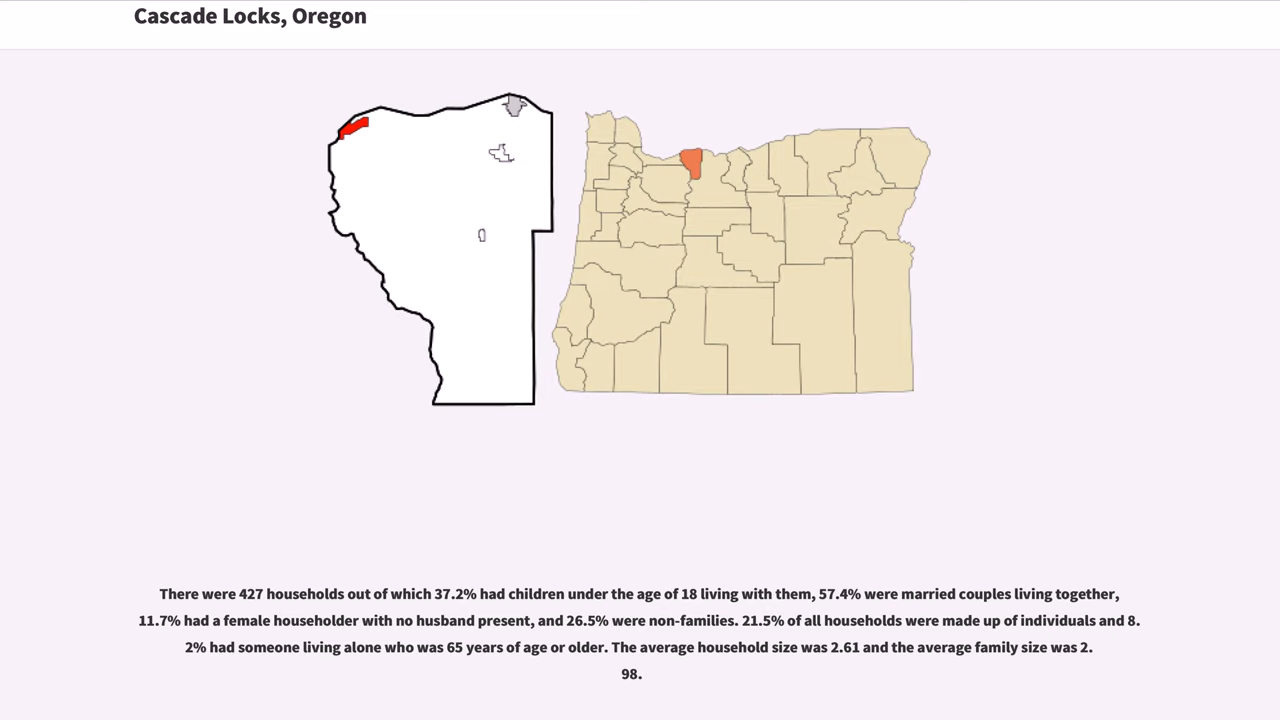 Cascade Locks, Oregon
There were 427 households out of which 37.2% had children under the age of 18 living with them, 57.4% were married couples living together,
11.7% had a female householder with no husband present, and 26.5% were non-families. 21.5% of all households were made up of individuals and 8.
2% had someone living alone who was 65 years of age or older. The average household size was 2.61 and the average family size was 2.
98.